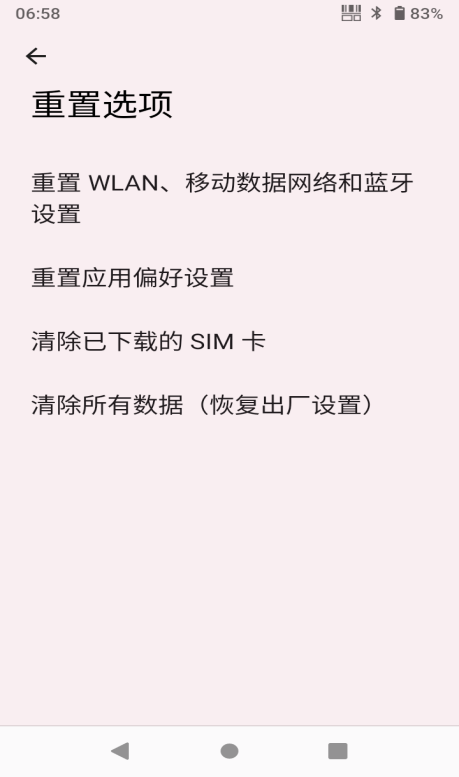 06:58 83%
重置选项
重置 WLAN、移动数据网络和蓝牙
设置
重置应用偏好设置
清除已下载的 SIM 卡
清除所有数据（恢复出厂设置）